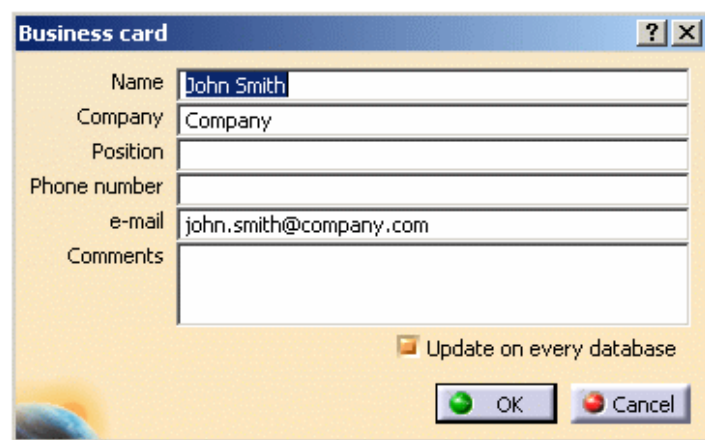 Business card
Name John Smith
Company Company
Position
Phone number
e-mail john.smith@company.com
Comments
Update on every database
OK Cancel